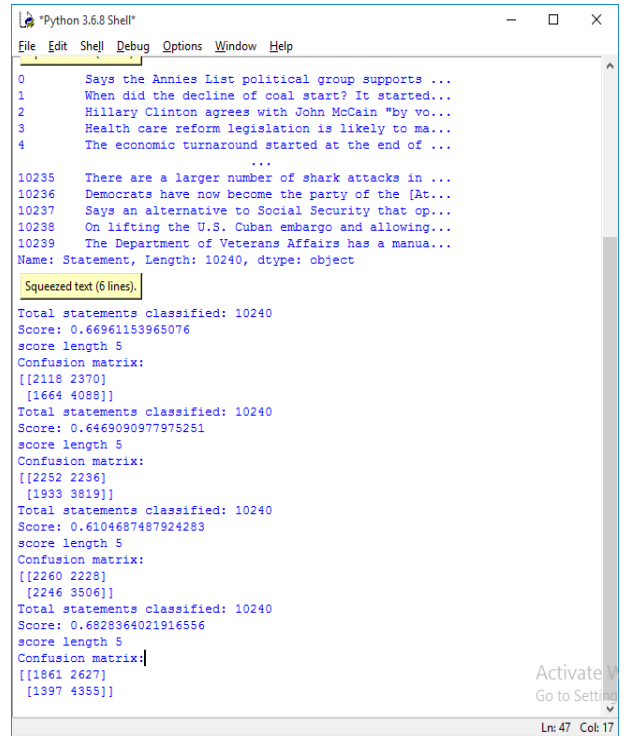 *Python 3.6.8 Shell*
File Edit Shell Debug Options Window Help
0 Says the Annies List political group supports ...
1 When did the decline of coal start? It started...
2 Hillary Clinton agrees with John McCain "by vo...
3 Health care reform legislation is likely to ma...
4 The economic turnaround started at the end of ...
...
10235 There are a larger number of shark attacks in ...
10236 Democrats have now become the party of the [At...
10237 Says an alternative to Social Security that op...
10238 On lifting the U.S. Cuban embargo and allowing...
10239 The Department of Veterans Affairs has a manua...
Name: Statement, Length: 10240, dtype: object
Squeezed text (6 lines).
Total statements classified: 10240
Score: 0.66961153965076
score length 5
Confusion matrix:
[[2118 2370]
[1664 4088]]
Total statements classified: 10240
Score: 0.6469090977975251
score length 5
Confusion matrix:
[[2252 2236]
[1933 3819]]
Total statements classified: 10240
Score: 0.6104687487924283
score length 5
Confusion matrix:
[[2260 2228]
[2246 3506]]
Total statements classified: 10240
Score: 0.6828364021916556
score length 5
Confusion matrix:
[[1861 2627]
[1397 4355]]
Activate W
Go to Setting
Ln: 47 Col: 17